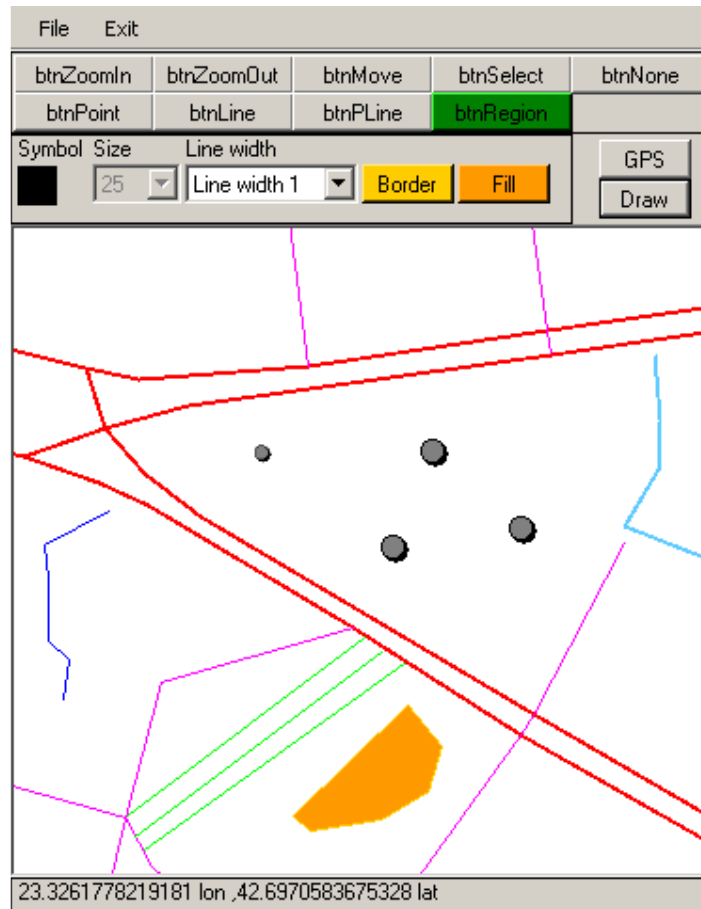 File Exit
btnZoomIn btnZoomOut btnMove btnSelect btnNone
btnPoint btnLine btnPLine btnRegion
Symbol Size Line width
25 Line width 1 Border Fill
GPS
Draw
23.3261778219181 lon ,42.6970583675328 lat